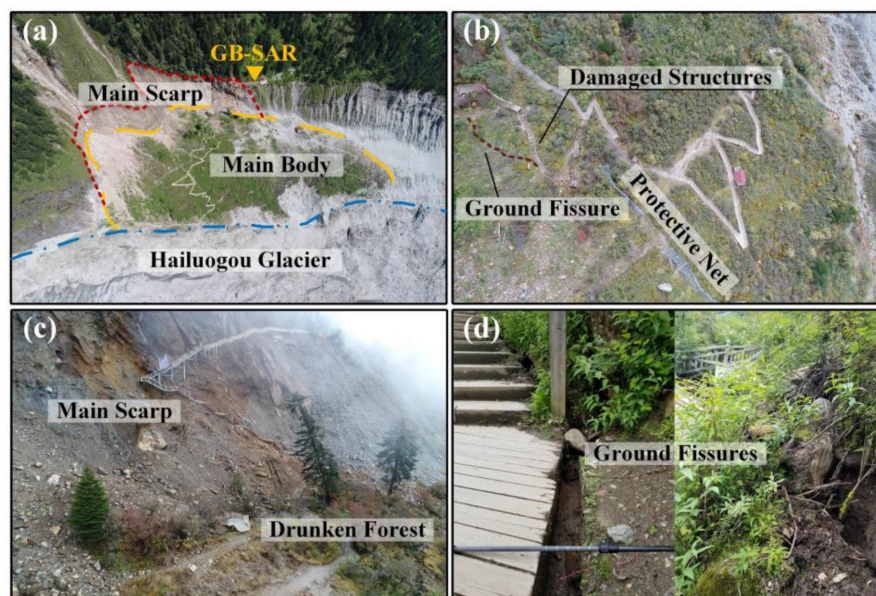 (a)
GB-SAR
Main Scarp
Main Body
Hailuogou Glacier
(b)
Damaged Structures
Ground Fissure
Protective Net
(c)
Main Scarp
Drunken Forest
(d)
Ground Fissures